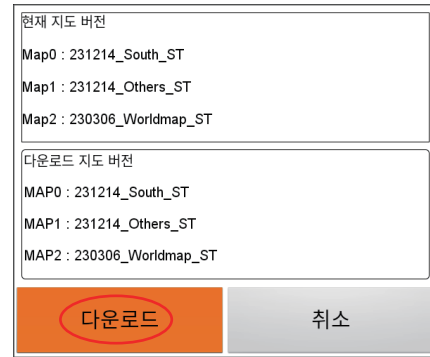 현재 지도 버전
Map0 : 231214_South_ST
Map1 : 231214_Others_ST
Map2 : 230306_Worldmap_ST
다운로드 지도 버전
MAP0 : 231214_South_ST
MAP1 : 231214_Others_ST
MAP2 : 230306_Worldmap_ST
다운로드 취소